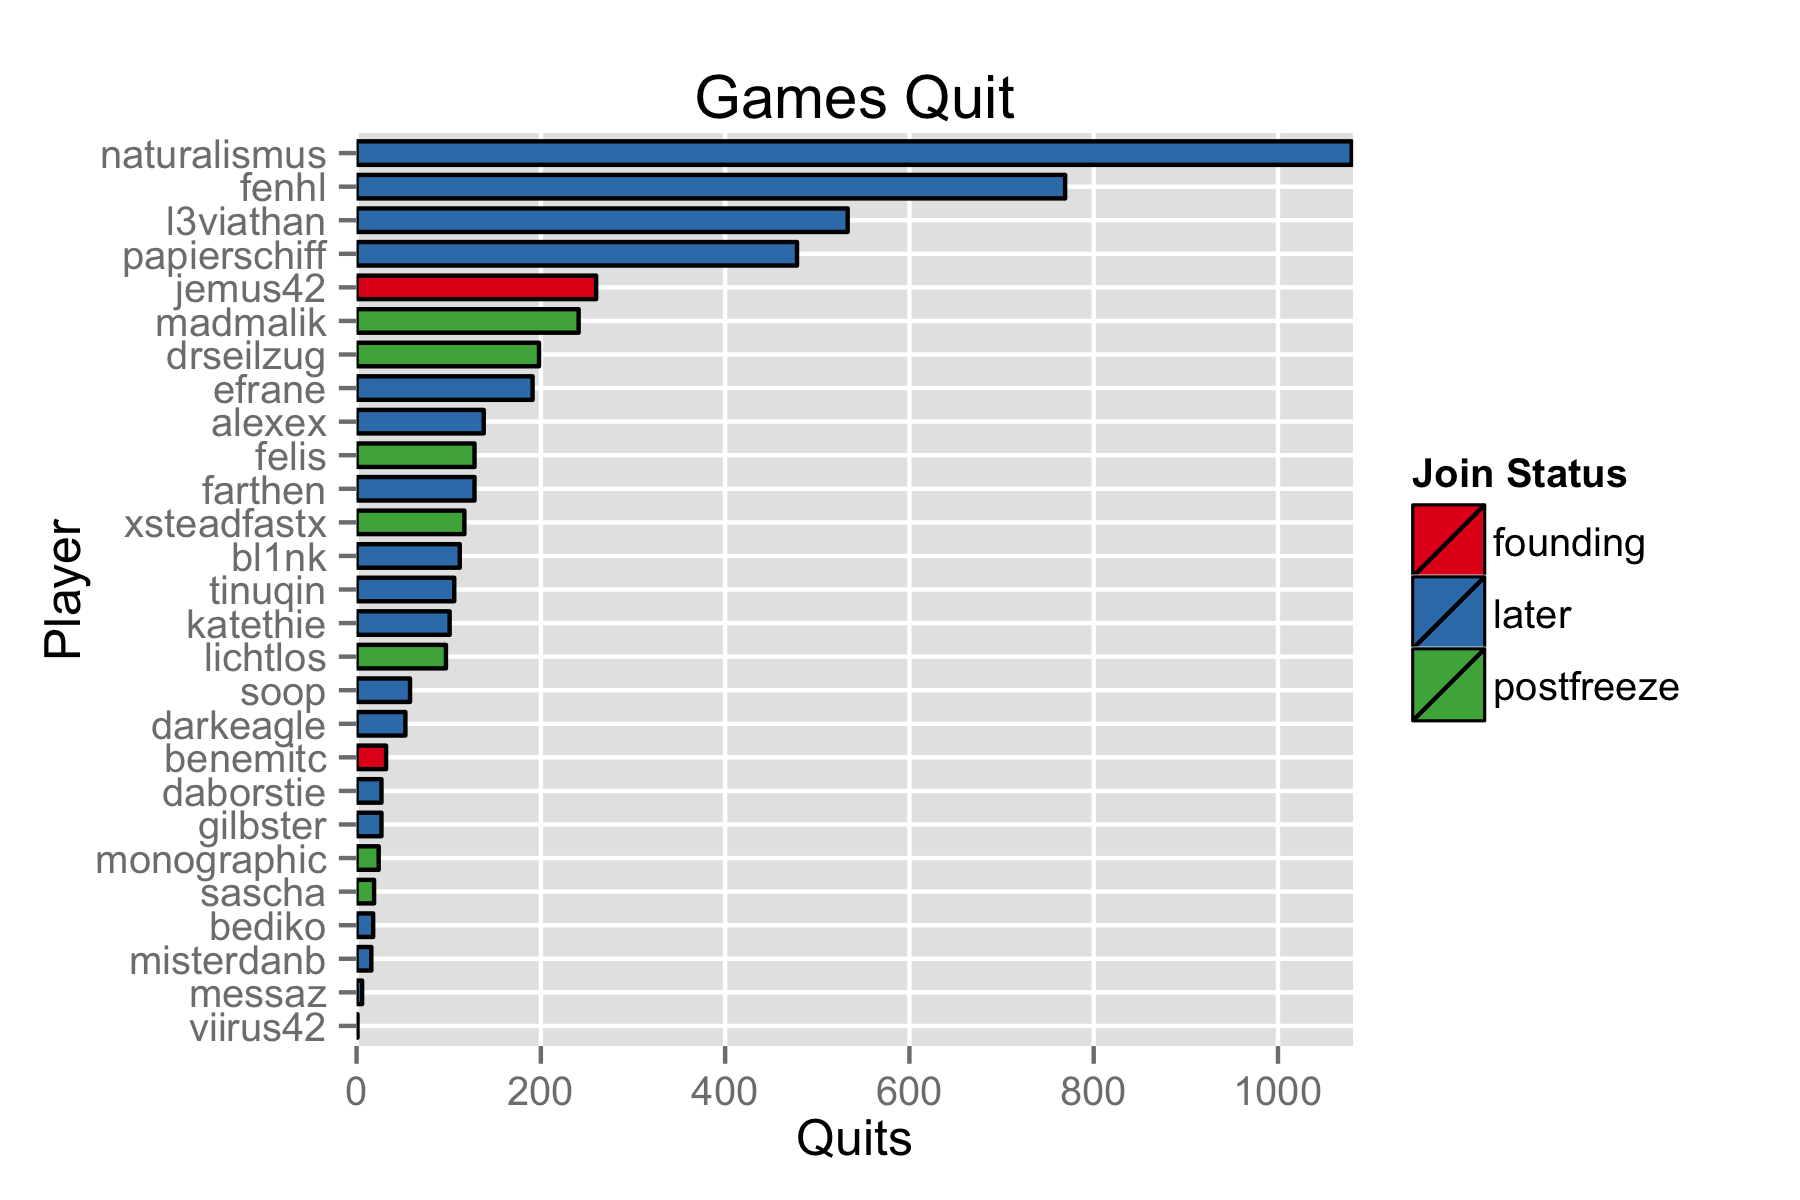 Games Quit
naturalismus
fenhl
l3viathan
papierschiff
jemus42
madmalik
drseilzug
efrane
alexex
felis
farthen
xsteadfastx
bl1nk
tinuqin
katethie
lichtlos
soop
darkeagle
benemitc
daborstie
gilbster
monographic
sascha
bediko
misterdanb
messaz
viirus42
Player
0 200 400 600 800 1000
Quits
Join Status
founding
later
postfreeze